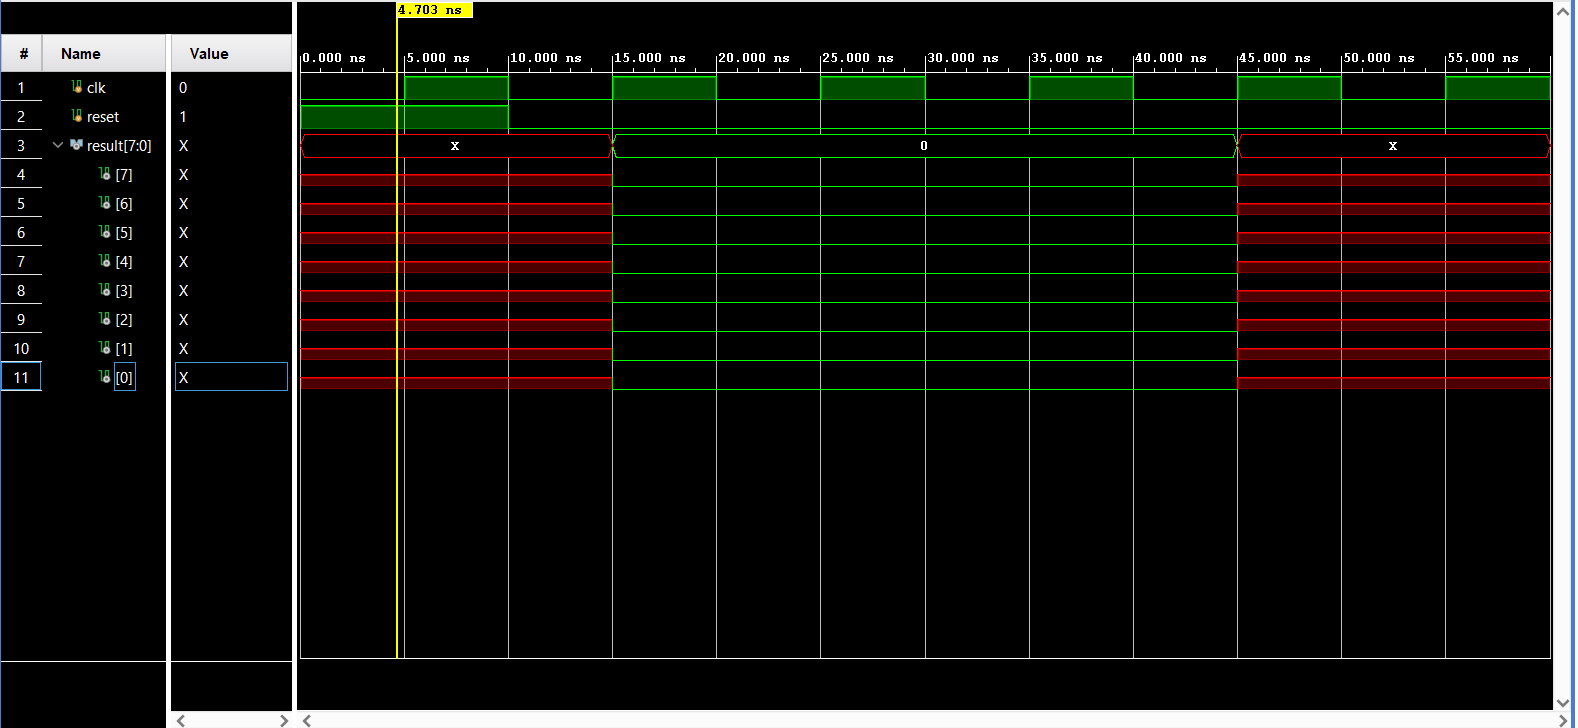 4.703 ns
# Name Value
0.000 ns 5.000 ns 10.000 ns 15.000 ns 20.000 ns 25.000 ns 30.000 ns 35.000 ns 40.000 ns 45.000 ns 50.000 ns 55.000 ns
1 clk 0
2 reset 1
3 result[7:0] X X 0 X
4 [7] X
5 [6] X
6 [5] X
7 [4] X
8 [3] X
9 [2] X
10 [1] X
11 [0] X